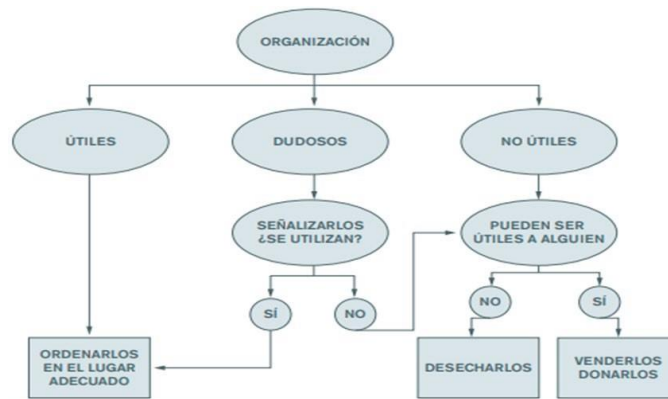 ORGANIZACIÓN
ÚTILES
DUDOSOS
NO ÚTILES
SEÑALIZARLOS
¿SE UTILIZAN?
PUEDEN SER
ÚTILES A ALGUIEN
SÍ
NO
NO
SÍ
ORDENARLOS
EN EL LUGAR
ADECUADO
DESECHARLOS
VENDERLOS
DONARLOS